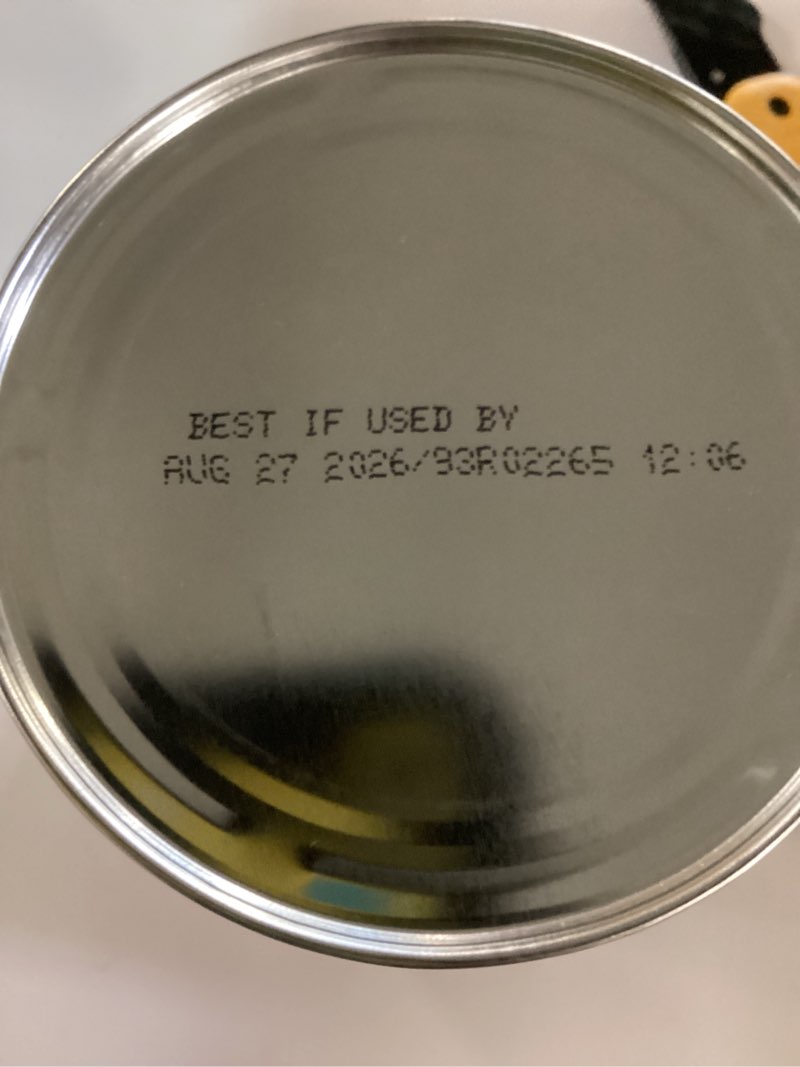 BEST IF USED BY
AUG 27 2026/93R02265 12:06